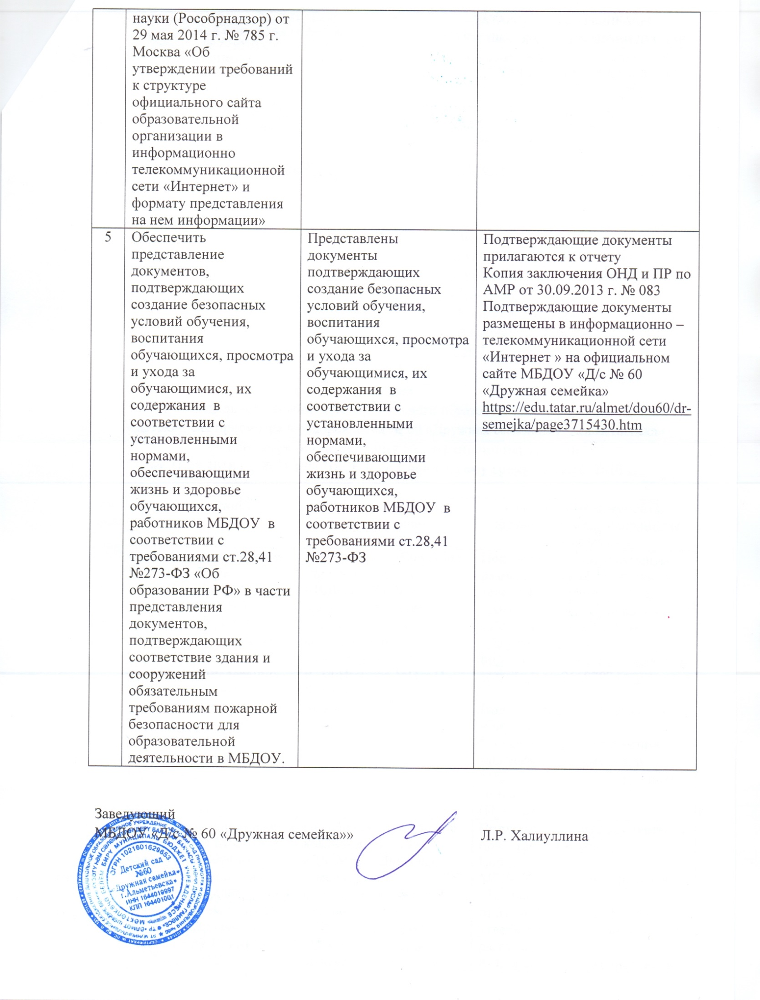 науки (Рособрнадзор) от
29 мая 2014 г. № 785 г.
Москва «Об
утверждении требований
к структуре
официального сайта
образовательной
организации в
информационно
телекоммуникационной
сети «Интернет» и
формату представления
на нем информации»
5
Обеспечить
представление
документов,
подтверждающих
создание безопасных
условий обучения,
воспитания
обучающихся, просмотра
и ухода за
обучающимися, их
содержания в
соответствии с
установленными
нормами,
обеспечивающими
жизнь и здоровье
обучающихся,
работников МБДОУ в
соответствии с
требованиями ст.28,41
№273-ФЗ «Об
образовании РФ» в части
представления
документов,
подтверждающих
соответствие здания и
сооружений
обязательным
требованиям пожарной
безопасности для
образовательной
деятельности в МБДОУ.
Представлены
документы
подтверждающих
создание безопасных
условий обучения,
воспитания
обучающихся, просмотра
и ухода за
обучающимися, их
содержания в
соответствии с
установленными
нормами,
обеспечивающими
жизнь и здоровье
обучающихся,
работников МБДОУ в
соответствии с
требованиями ст.28,41
№273-ФЗ
Подтверждающие документы
прилагаются к отчету
Копия заключения ОНД и ПР по
АМР от 30.09.2013 г. № 083
Подтверждающие документы
размещены в информационно –
телекоммуникационной сети
«Интернет » на официальном
сайте МБДОУ «Д/с № 60
«Дружная семейка»
https://edu.tatar.ru/almet/dou60/dr-
semejka/page3715430.htm
Заведующий
МБДОУ «Д/с № 60 «Дружная семейка»»
Л.Р. Халиуллина
ОГРН 1021601629653
Детский сад
№60
«Дружная семейка»
г.Альметьевска»
ИНН 1644019997
КПП 164401001